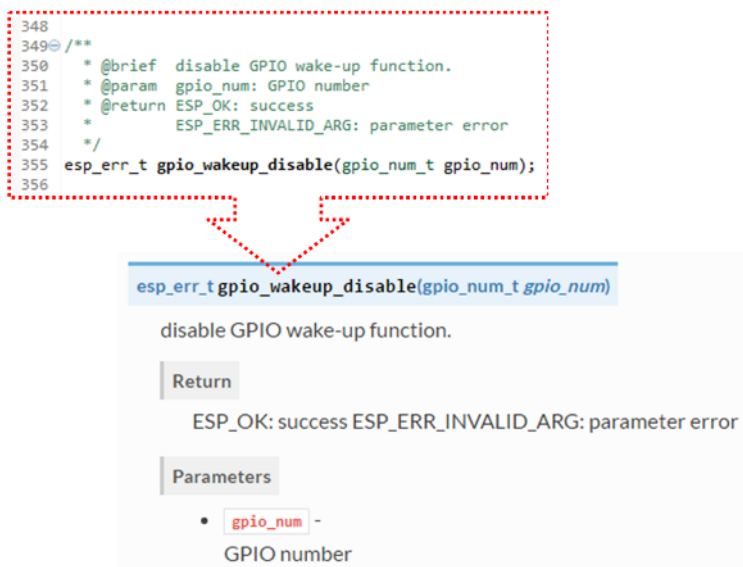 348
349 /**
350 * @brief disable GPIO wake-up function.
351 * @param gpio_num: GPIO number
352 * @return ESP_OK: success
353 * ESP_ERR_INVALID_ARG: parameter error
354 */
355 esp_err_t gpio_wakeup_disable(gpio_num_t gpio_num);
356
esp_err_t gpio_wakeup_disable(gpio_num_t gpio_num)
disable GPIO wake-up function.
Return
ESP_OK: success ESP_ERR_INVALID_ARG: parameter error
Parameters
• gpio_num -
GPIO number